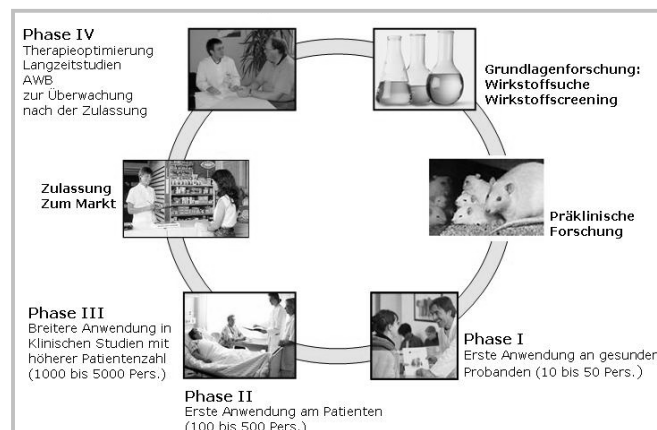 Phase IV
Therapieoptimierung
Langzeitstudien
AWB
zur Überwachung
nach der Zulassung
Grundlagenforschung:
Wirkstoffsuche
Wirkstoffscreening
Präklinische
Forschung
Phase I
Erste Anwendung an gesunden
Probanden (10 bis 50 Pers.)
Phase II
Erste Anwendung am Patienten
(100 bis 500 Pers.)
Phase III
Breitere Anwendung in
Klinischen Studien mit
höherer Patientenzahl
(1000 bis 5000 Pers.)
Zulassung
Zum Markt